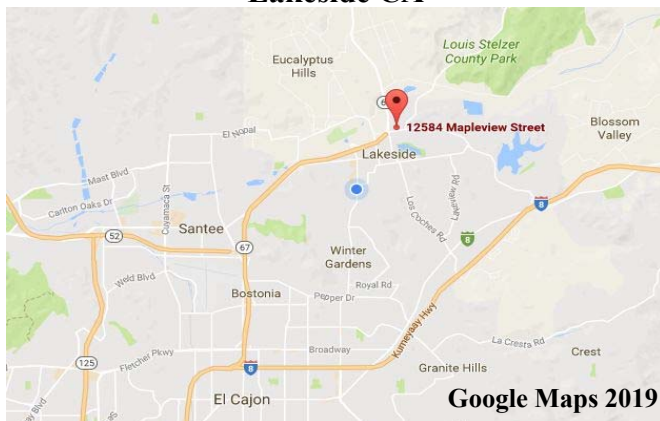 Lakeside CA
Louis Stelzer
County Park
Eucalyptus
Hills
6
12584 Mapleview Street
Blossom
Valley
El Nopal
Lakeside
Mast Blvd
Carlton Oaks Dr
Cuyamaca St
Los Coches Rd
Lakeview Rd
8
Santee
52
67
8
Winter
Gardens
Weld Blvd
Bostonia
Royal Rd
Pepper Dr
Kumeyaay Hwy
La Cresta Rd
Broadway
Crest
125
Fletcher Pkwy
8
Granite Hills
El Cajon
Google Maps 2019